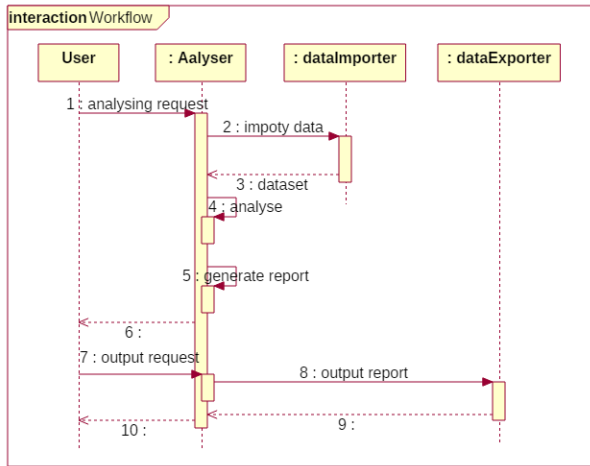 interaction Workflow
User
: Aalyser
: dataImporter
: dataExporter
1 : analysing request
2 : impoty data
3 : dataset
4 : analyse
5 : generate report
6 :
7 : output request
8 : output report
9 :
10 :